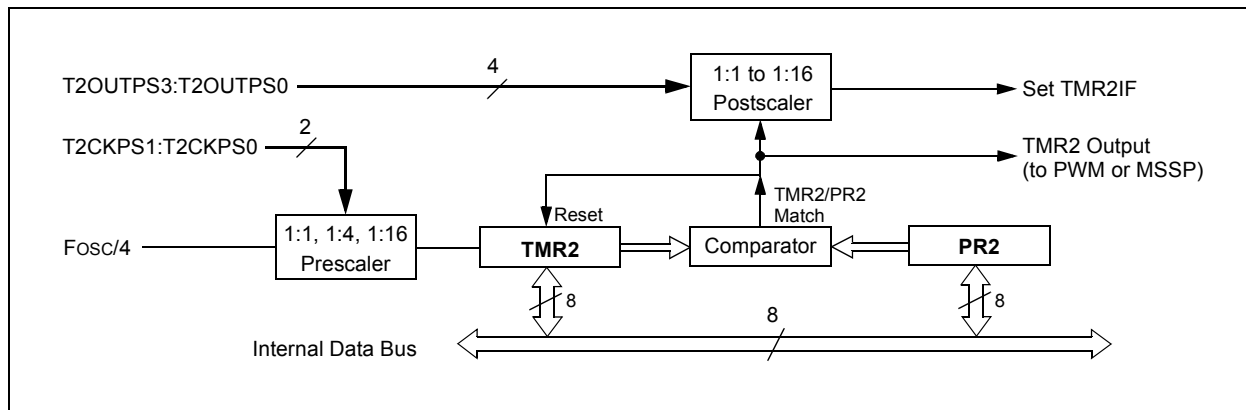 4
1:1 to 1:16
Postscaler
T2OUTPS3:T2OUTPS0
Set TMR2IF
2
T2CKPS1:T2CKPS0
TMR2 Output
(to PWM or MSSP)
TMR2/PR2
Match
Reset
1:1, 1:4, 1:16
Prescaler
FOSC/4
TMR2
Comparator
PR2
8
8
8
Internal Data Bus